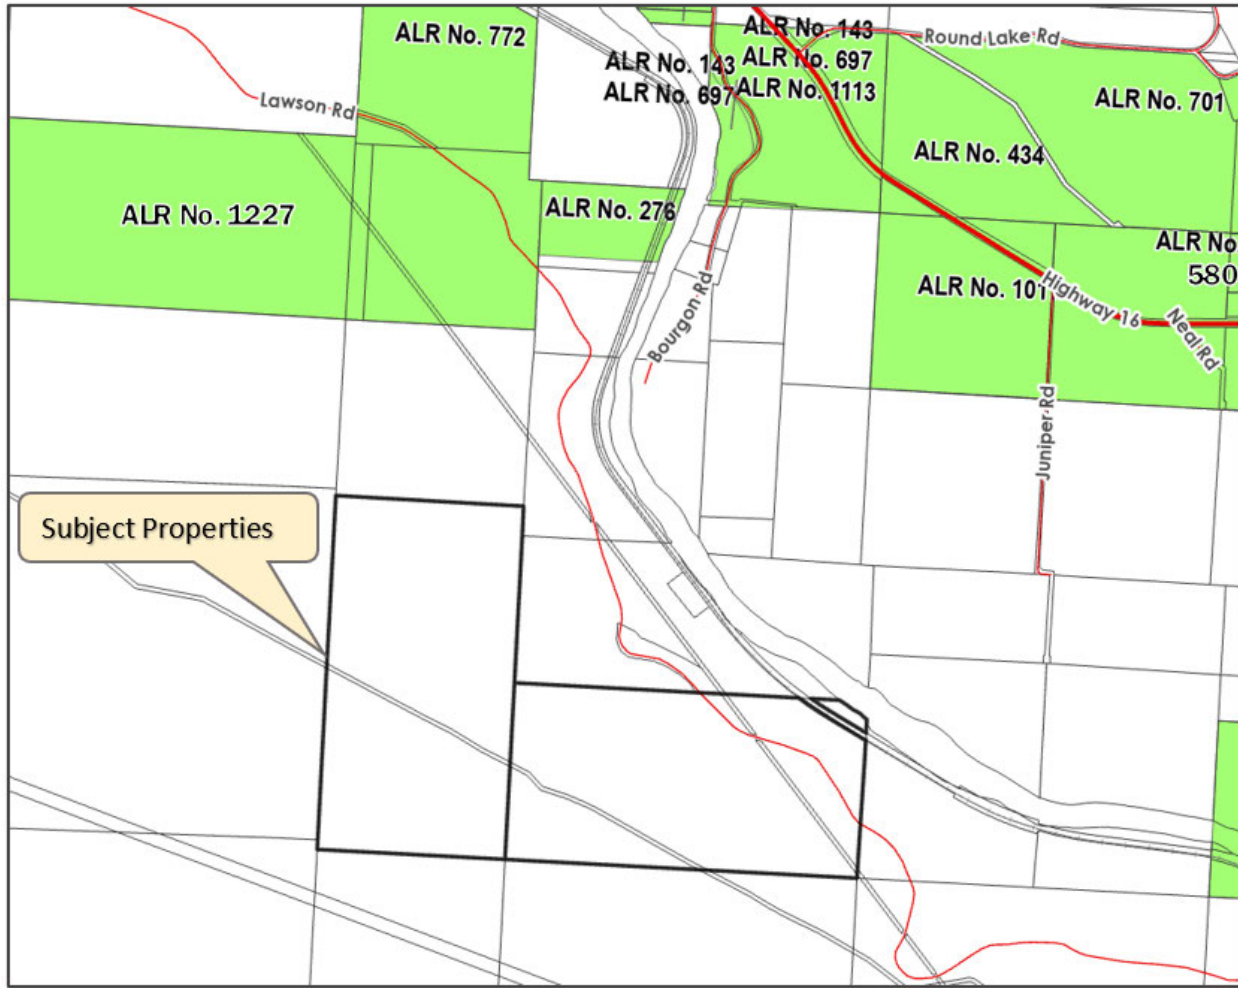 ALR No. 772
ALR No. 143
ALR No. 697
ALR No. 143
ALR No. 697
ALR No. 1113
Round Lake Rd
ALR No. 701
Lawson Rd
ALR No. 434
ALR No. 1227
ALR No. 276
ALR No
580
ALR No. 101
Highway 16
Neal Rd
Bourgon Rd
Juniper Rd
Subject Properties